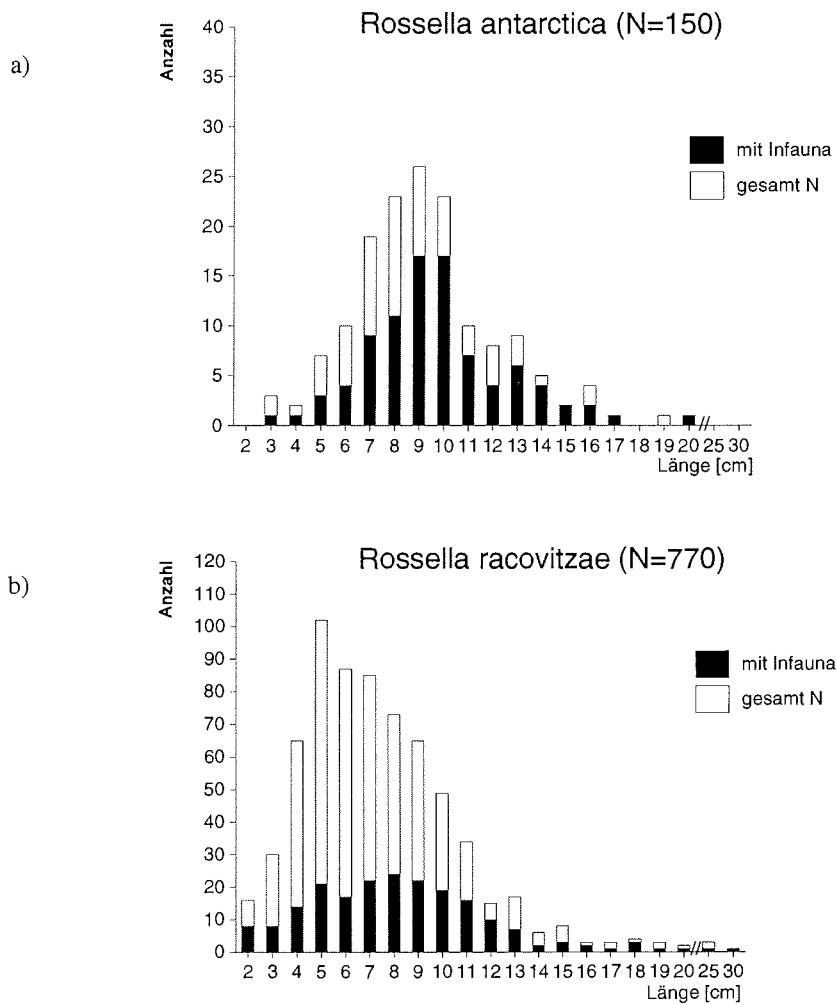 a)
Rossella antarctica (N=150)
Anzahl
40
35
30
25
20
15
10
5
0
mit Infauna
gesamt N
2 3 4 5 6 7 8 9 10 11 12 13 14 15 16 17 18 19 20 25 30
Länge [cm]
b)
Rossella racovitzae (N=770)
Anzahl
120
110
100
90
80
70
60
50
40
30
20
10
0
mit Infauna
gesamt N
2 3 4 5 6 7 8 9 10 11 12 13 14 15 16 17 18 19 20 25 30
Länge [cm]